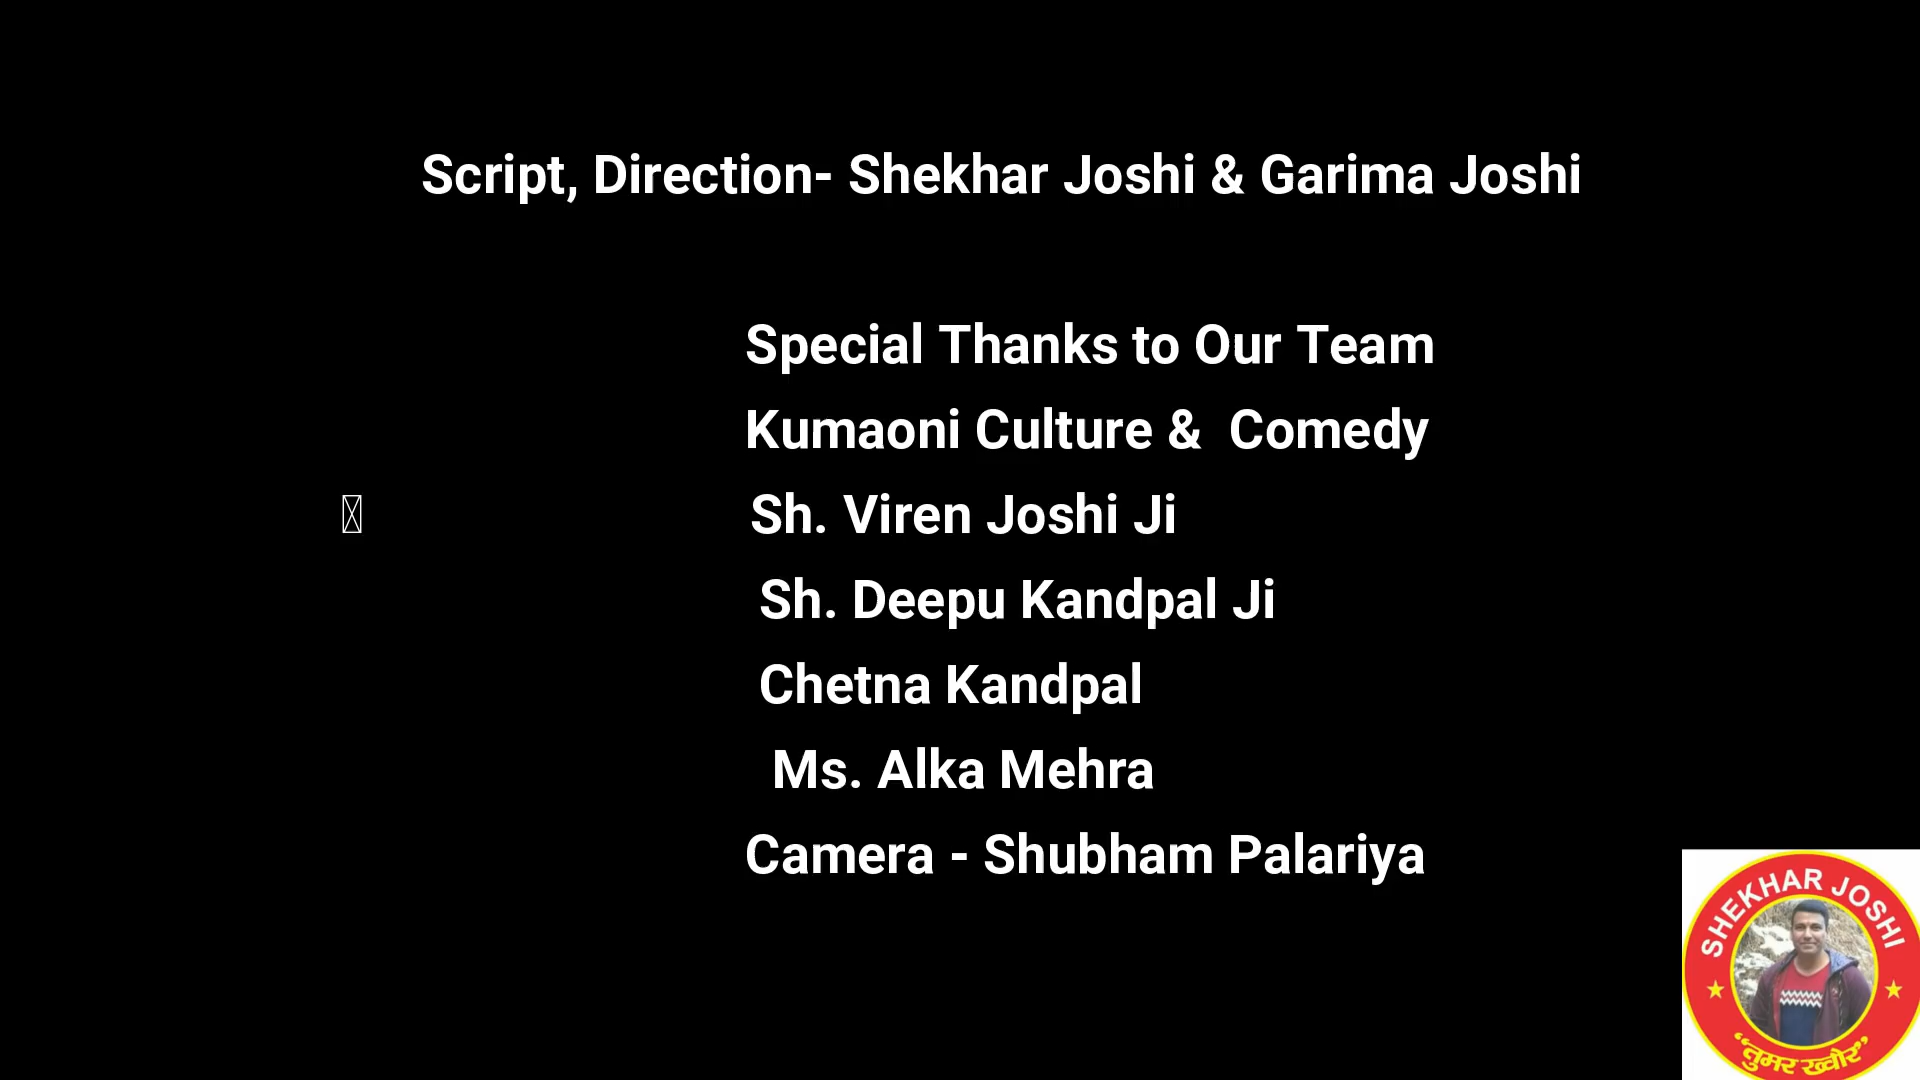 Script, Direction- Shekhar Joshi & Garima Joshi
Special Thanks to Our Team
Kumaoni Culture &  Comedy
Sh. Viren Joshi Ji
Sh. Deepu Kandpal Ji
Chetna Kandpal
Ms. Alka Mehra
Camera - Shubham Palariya
SHEKHAR JOSHI
“तुमर ख्वौर”